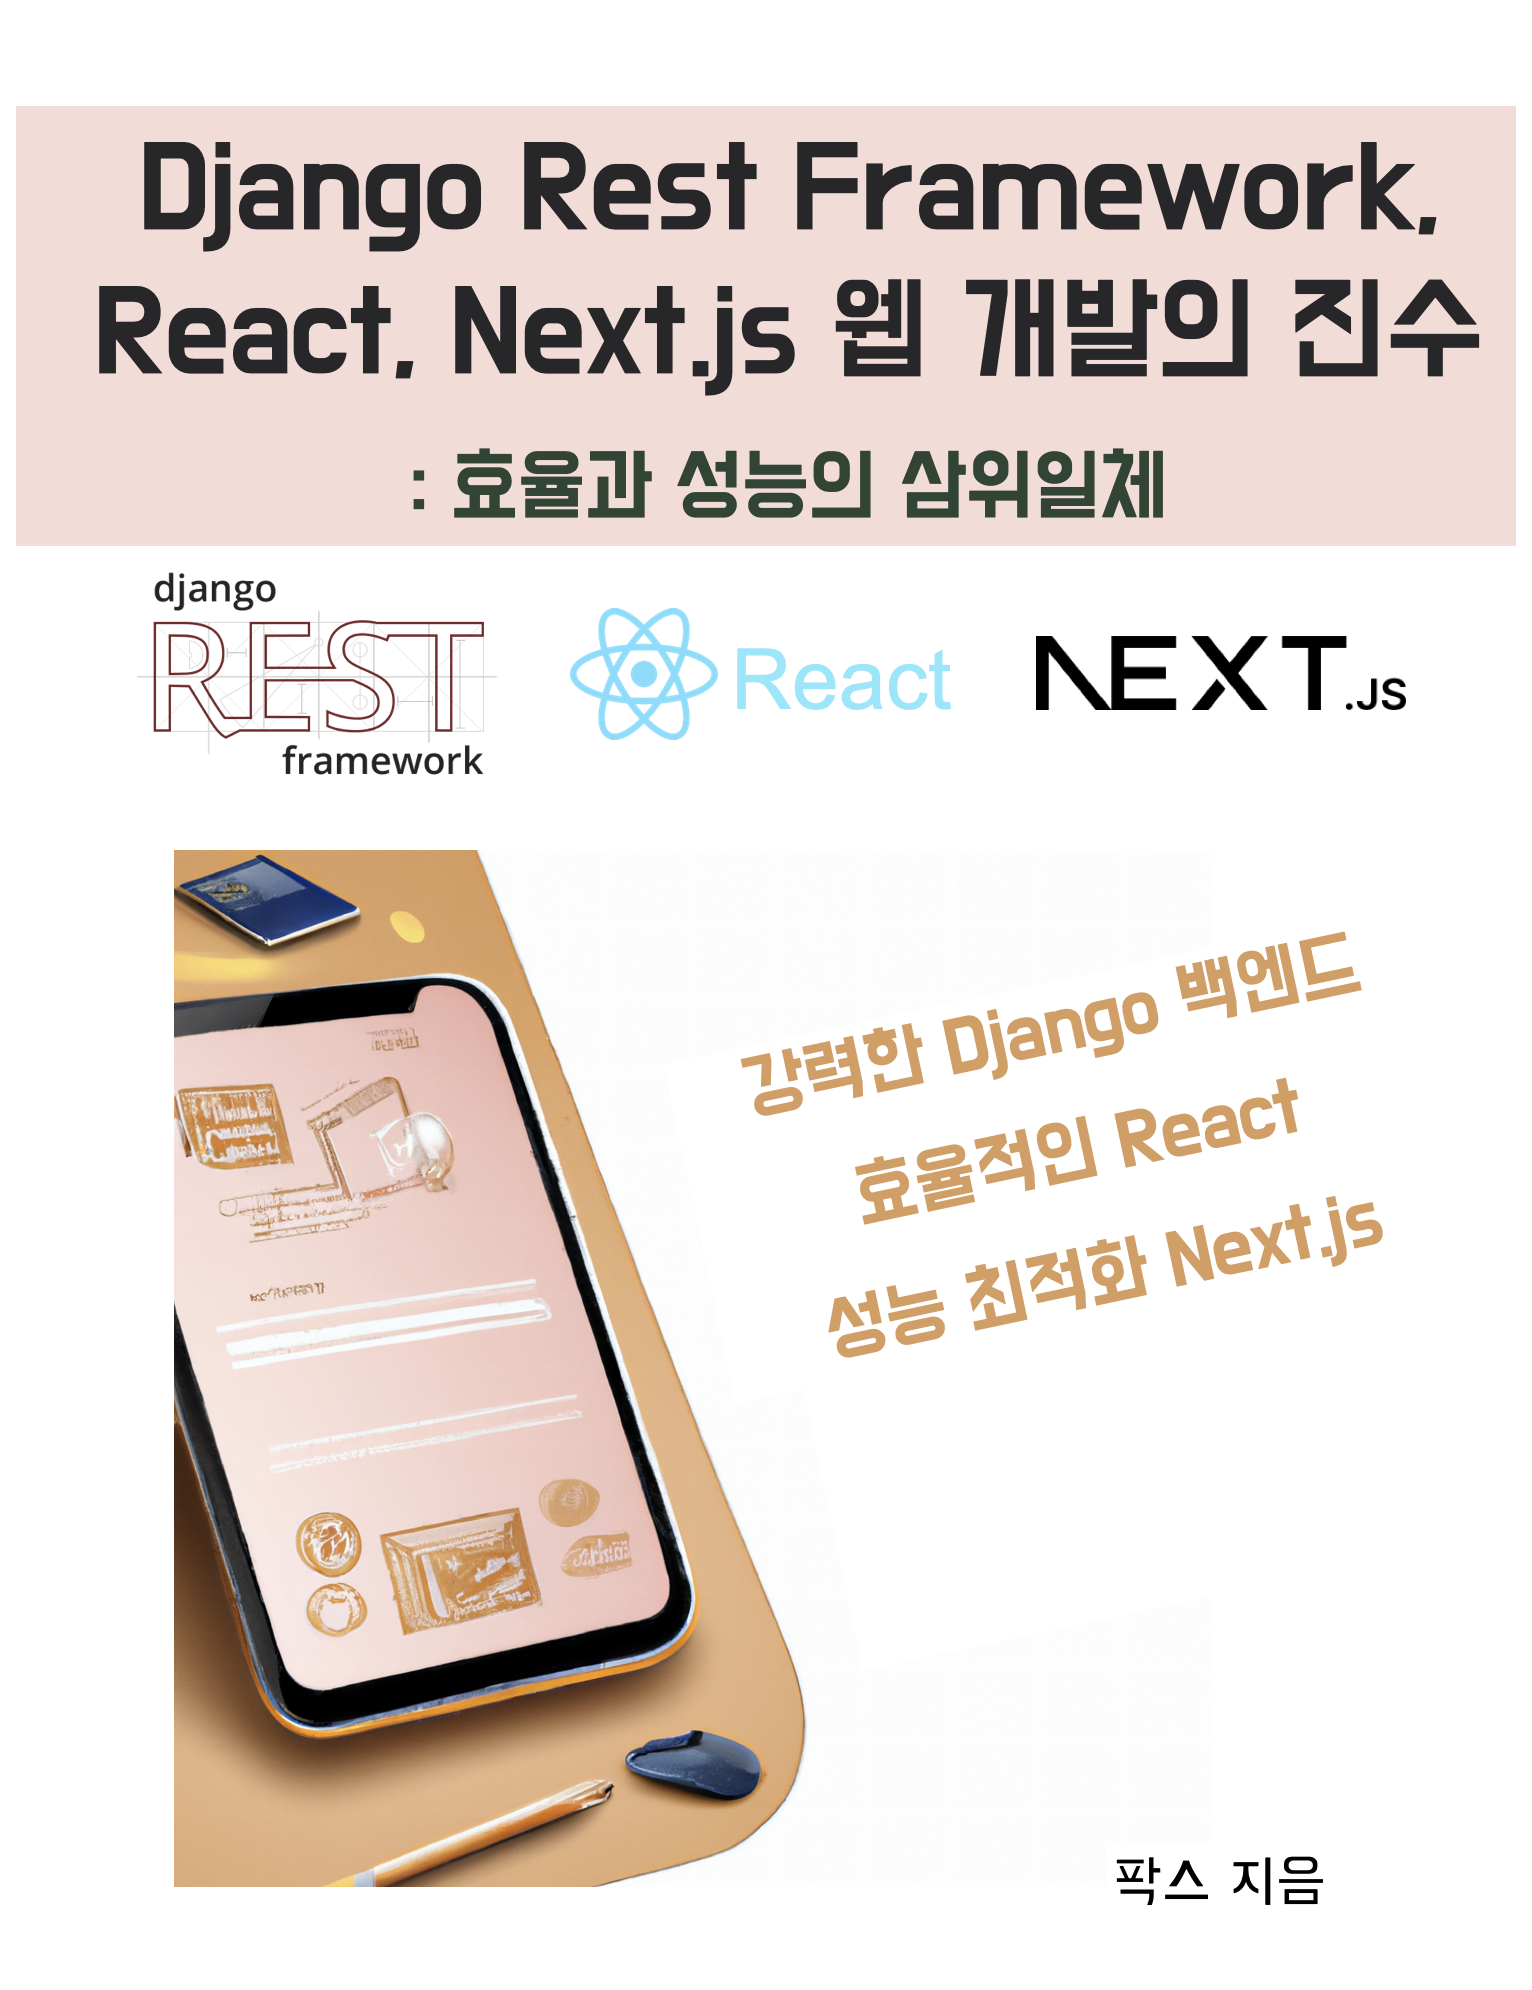 Django Rest Framework,
React, Next.js 웹 개발의 진수
: 효율과 성능의 삼위일체
django
REST
framework
React
NEXT.JS
강력한 Django 백엔드
효율적인 React
성능 최적화 Next.js
팍스 지음